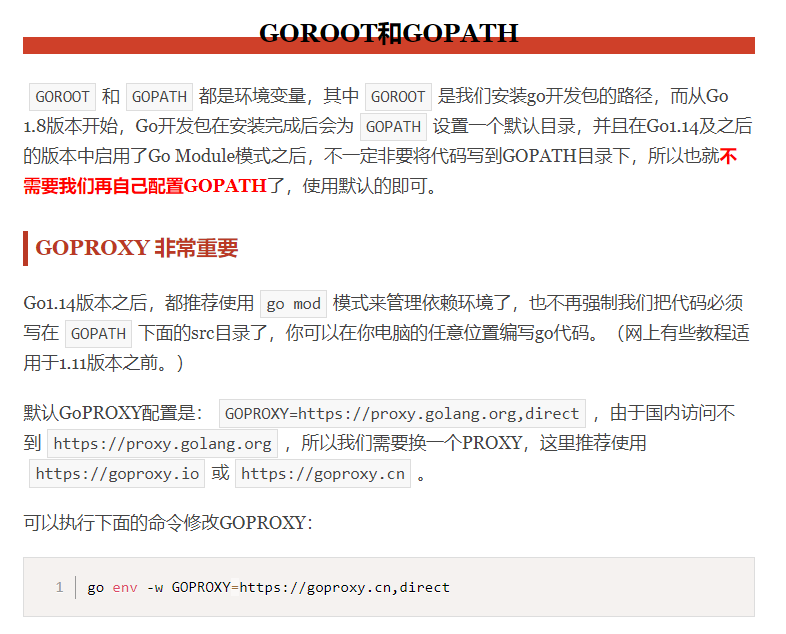 GOROOT和GOPATH
GOROOT 和 GOPATH 都是环境变量，其中 GOROOT 是我们安装go开发包的路径，而从Go
1.8版本开始，Go开发包在安装完成后会为 GOPATH 设置一个默认目录，并且在Go1.14及之后
的版本中启用了Go Module模式之后，不一定非要将代码写到GOPATH目录下，所以也就不
需要我们再自己配置GOPATH了，使用默认的即可。
GOPROXY 非常重要
Go1.14版本之后，都推荐使用 go mod 模式来管理依赖环境了，也不再强制我们把代码必须
写在 GOPATH 下面的src目录了，你可以在你电脑的任意位置编写go代码。（网上有些教程适
用于1.11版本之前。）
默认GoPROXY配置是： GOPROXY=https://proxy.golang.org,direct ，由于国内访问不
到 https://proxy.golang.org ，所以我们需要换一个PROXY，这里推荐使用
https://goproxy.io 或 https://goproxy.cn 。
可以执行下面的命令修改GOPROXY：
1 go env -w GOPROXY=https://goproxy.cn,direct